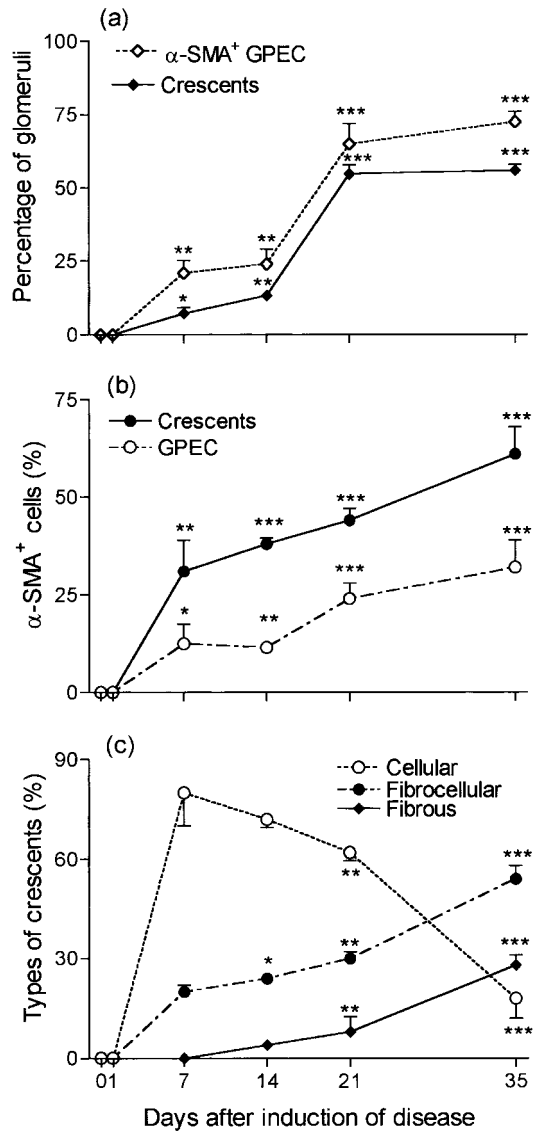 (a)
100
75
50
25
0
Percentage of glomeruli
α-SMA⁺ GPEC
Crescents
** ** *** ***
* ** *** ***
(b)
75
50
25
0
α-SMA⁺ cells (%)
Crescents
GPEC
** *** *** ***
* ** *** ***
(c)
90
60
30
0
Types of crescents (%)
Cellular
Fibrocellular
Fibrous
** ***
* ** ***
** ***
0 1 7 14 21 35
Days after induction of disease